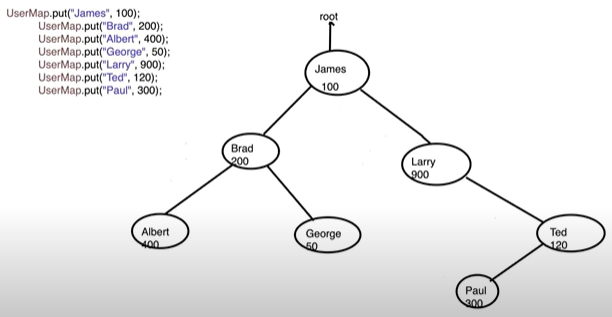 UserMap.put("James", 100);
UserMap.put("Brad", 200);
UserMap.put("Albert", 400);
UserMap.put("George", 50);
UserMap.put("Larry", 900);
UserMap.put("Ted", 120);
UserMap.put("Paul", 300);
root
James
100
Brad
200
Larry
900
Albert
400
George
50
Ted
120
Paul
300